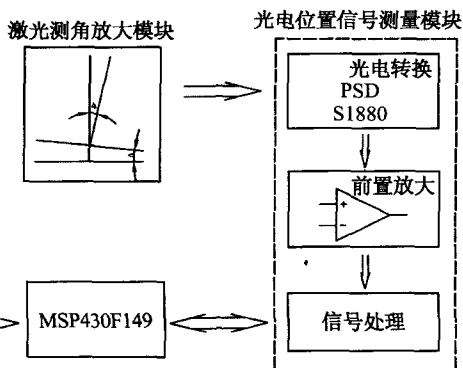 激光测角放大模块
光电位置信号测量模块
光电转换
PSD
S1880
前置放大
MSP430F149
信号处理